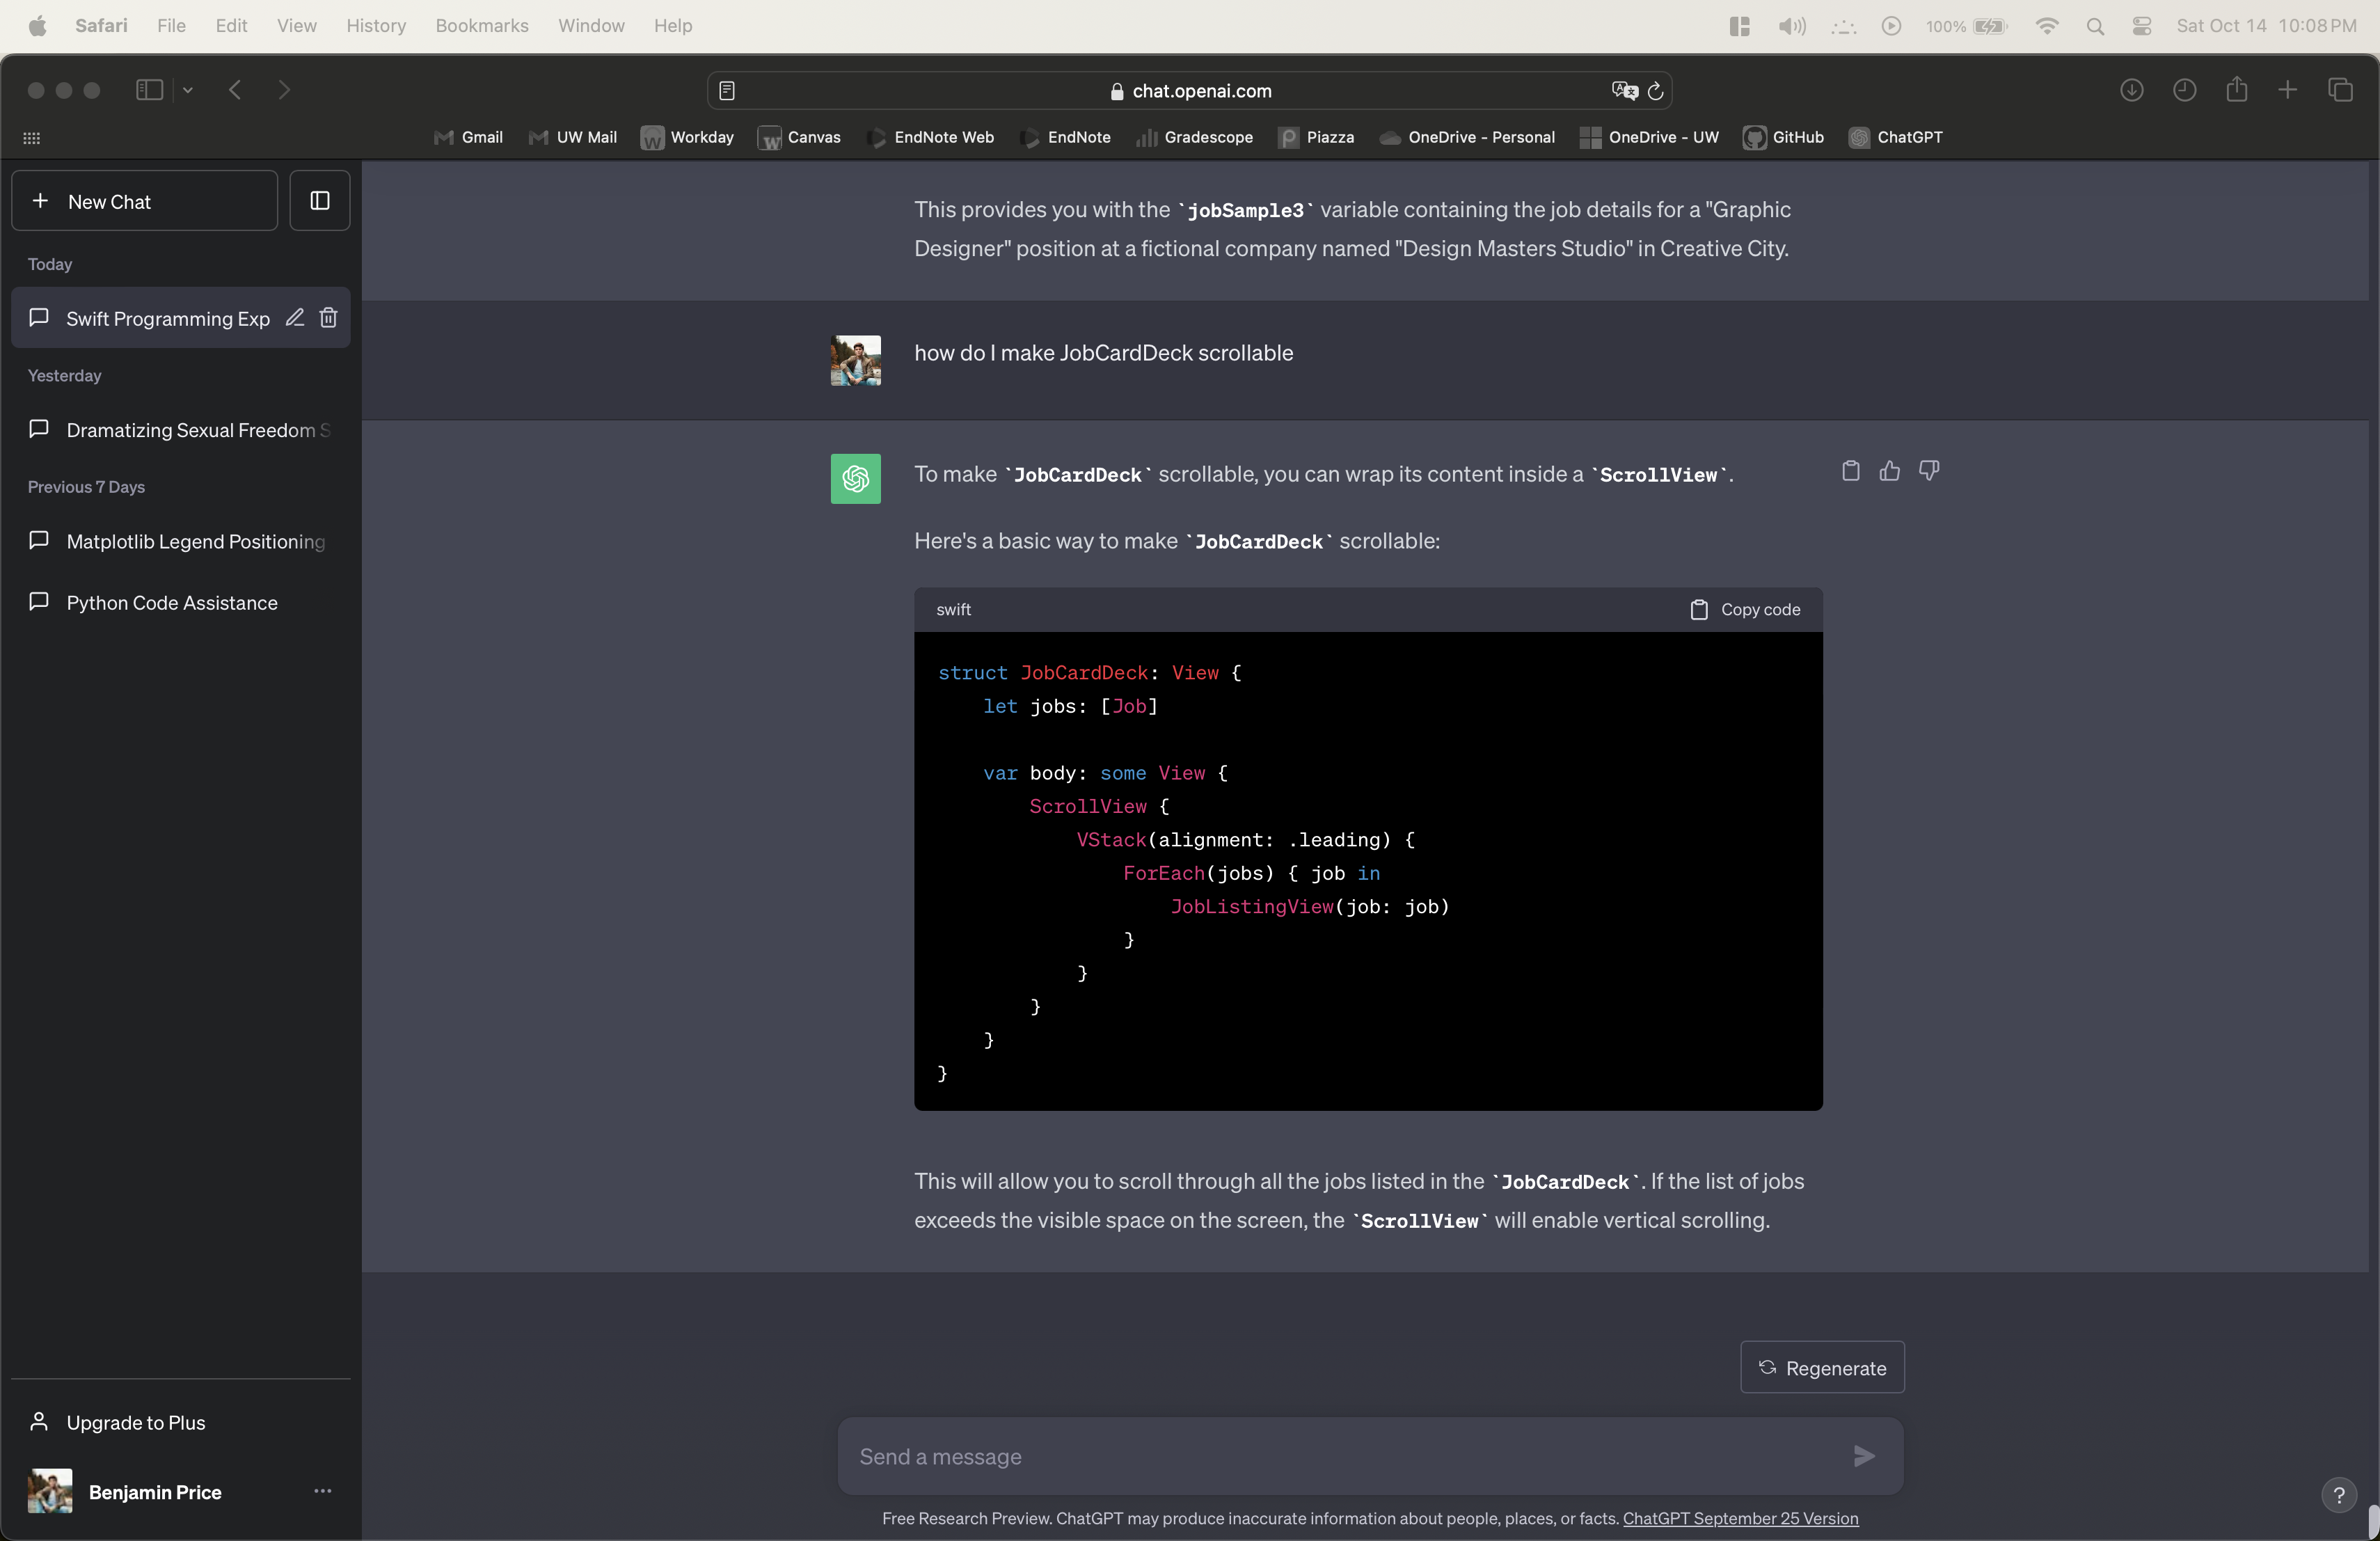 Safari File Edit View History Bookmarks Window Help 100% Sat Oct 14 10:08 PM
chat.openai.com
Gmail UW Mail Workday Canvas EndNote Web EndNote Gradescope Piazza OneDrive - Personal OneDrive - UW GitHub ChatGPT
+ New Chat
Today
Swift Programming Exp
Yesterday
Dramatizing Sexual Freedom S
Previous 7 Days
Matplotlib Legend Positioning
Python Code Assistance
Upgrade to Plus
Benjamin Price
This provides you with the `jobSample3` variable containing the job details for a "Graphic
Designer" position at a fictional company named "Design Masters Studio" in Creative City.
how do I make JobCardDeck scrollable
To make `JobCardDeck` scrollable, you can wrap its content inside a `ScrollView`.
Here's a basic way to make `JobCardDeck` scrollable:
swift Copy code
struct JobCardDeck: View {
    let jobs: [Job]
    var body: some View {
        ScrollView {
            VStack(alignment: .leading) {
                ForEach(jobs) { job in
                    JobListingView(job: job)
                }
            }
        }
    }
}
This will allow you to scroll through all the jobs listed in the `JobCardDeck`. If the list of jobs
exceeds the visible space on the screen, the `ScrollView` will enable vertical scrolling.
Regenerate
Send a message
Free Research Preview. ChatGPT may produce inaccurate information about people, places, or facts. ChatGPT September 25 Version
?